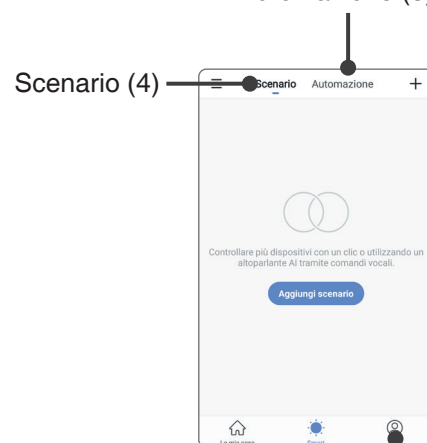 Scenario (4)
Scenario Automazione +
Controllare più dispositivi con un clic o utilizzando un
altoparlante AI tramite comandi vocali.
Aggiungi scenario